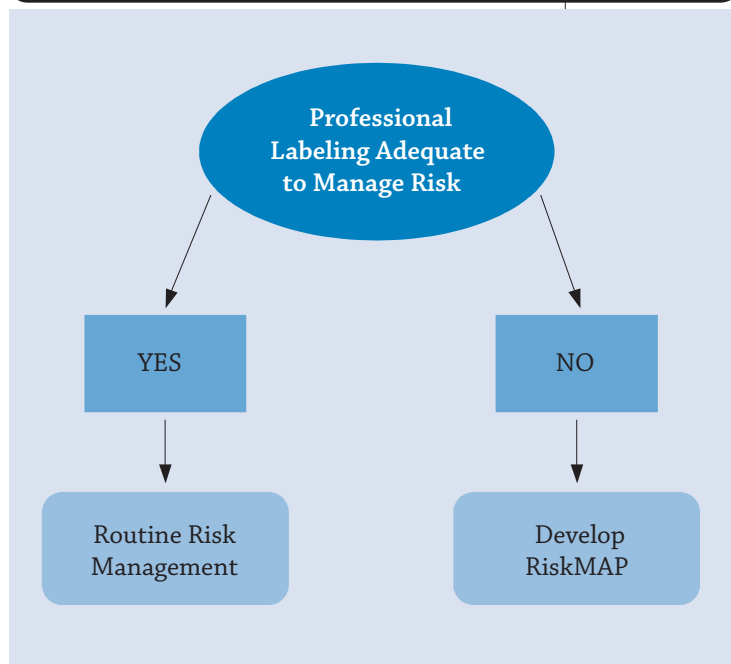 Professional
Labeling Adequate
to Manage Risk
YES
NO
Routine Risk
Management
Develop
RiskMAP